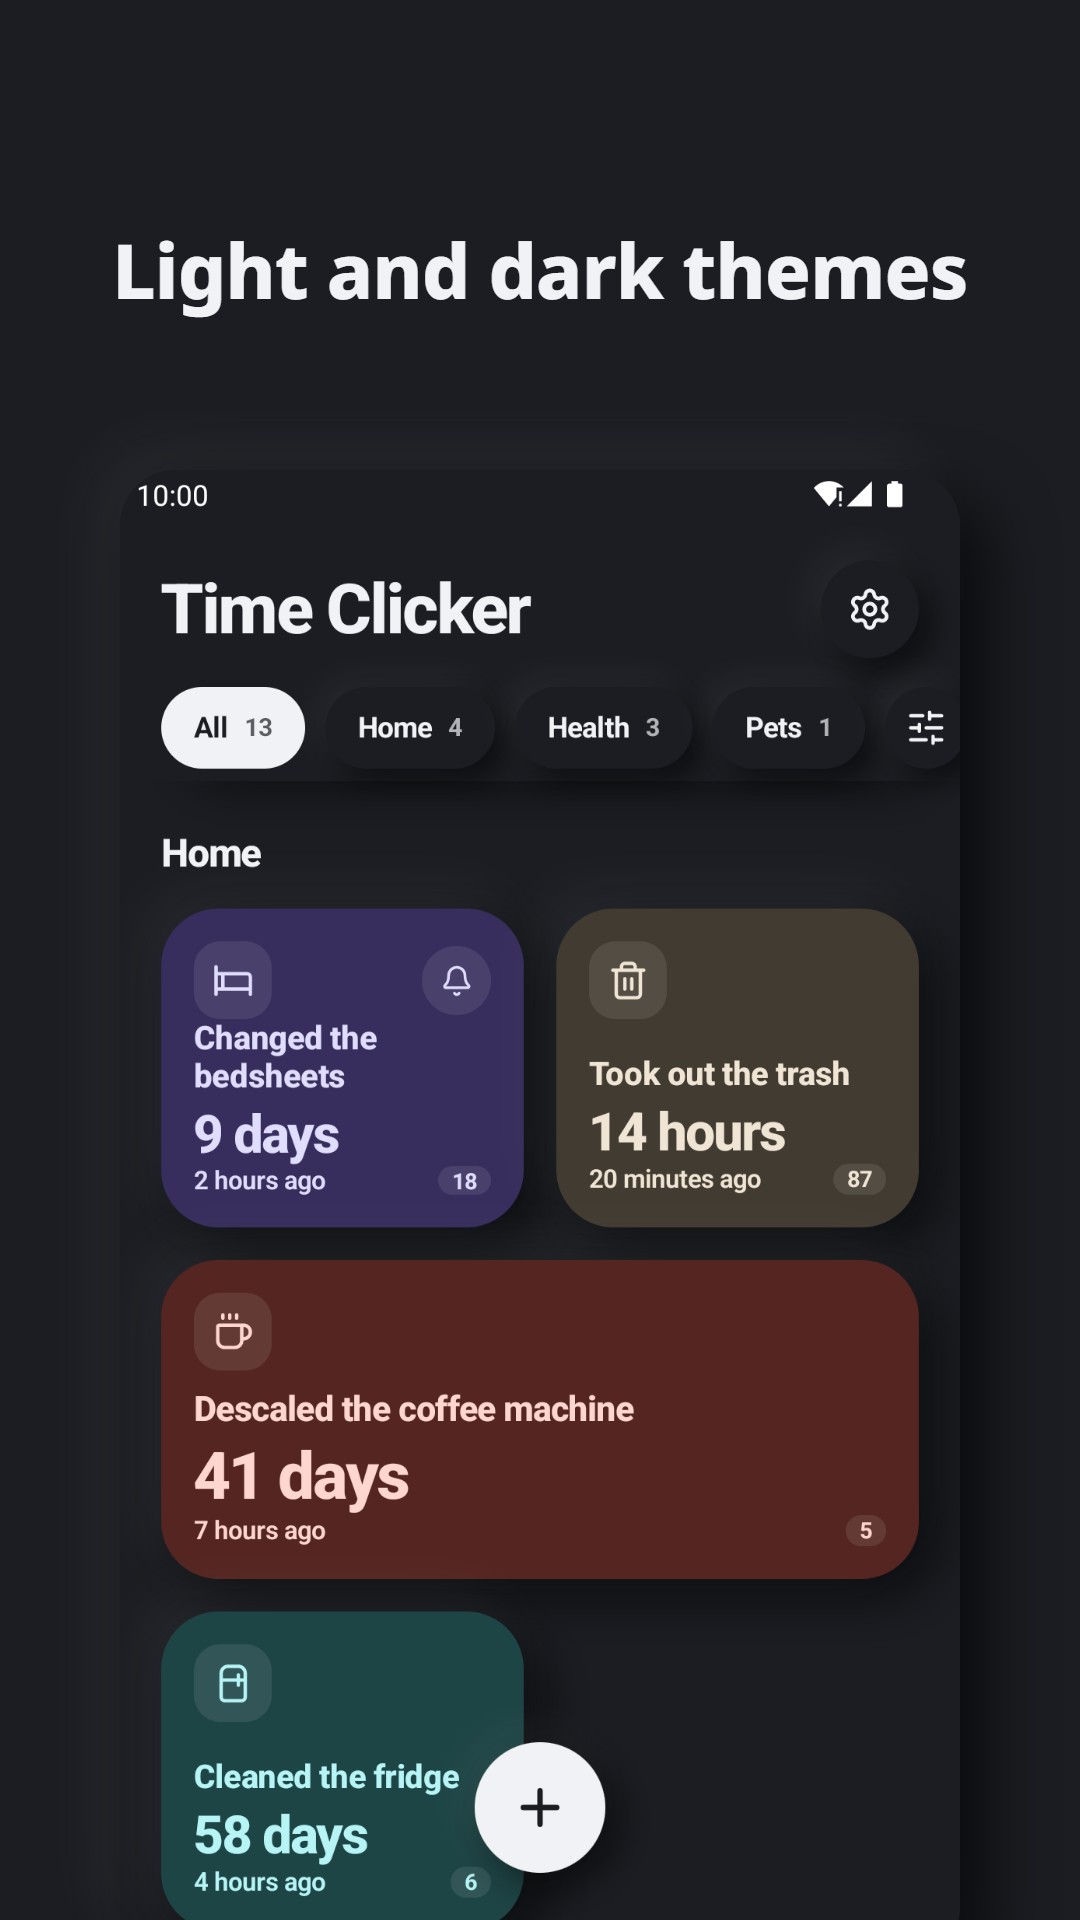 Light and dark themes
10:00
Time Clicker
All 13
Home 4
Health 3
Pets 1
Home
Changed the
bedsheets
9 days
2 hours ago
18
Took out the trash
14 hours
20 minutes ago
87
Descaled the coffee machine
41 days
7 hours ago
5
Cleaned the fridge
58 days
4 hours ago
6